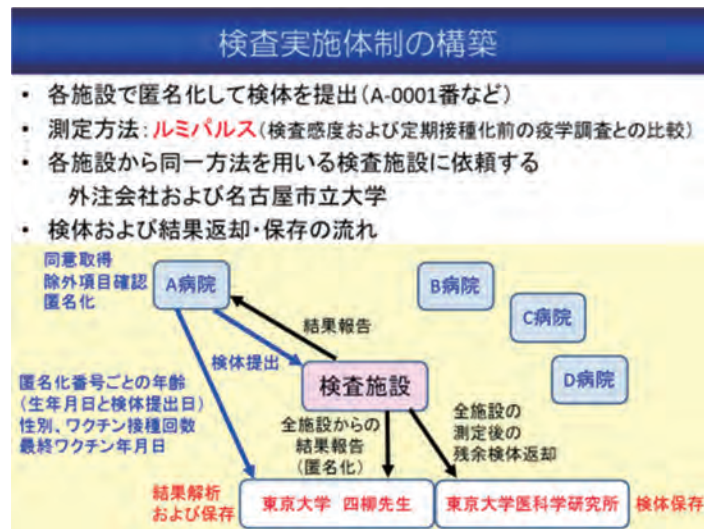 検査実施体制の構築
• 各施設で匿名化して検体を提出(A-0001番など)
• 測定方法:ルミパルス(検査感度および定期接種化前の疫学調査との比較)
• 各施設から同一方法を用いる検査施設に依頼する
外注会社および名古屋市立大学
• 検体および結果返却・保存の流れ
同意取得
除外項目確認
匿名化
A病院
B病院
C病院
D病院
結果報告
検体提出
検査施設
匿名化番号ごとの年齢
(生年月日と検体提出日)
性別、ワクチン接種回数
最終ワクチン年月日
全施設からの
結果報告
(匿名化)
全施設の
測定後の
残余検体返却
結果解析
および保存
東京大学 四柳先生
東京大学医科学研究所
検体保存